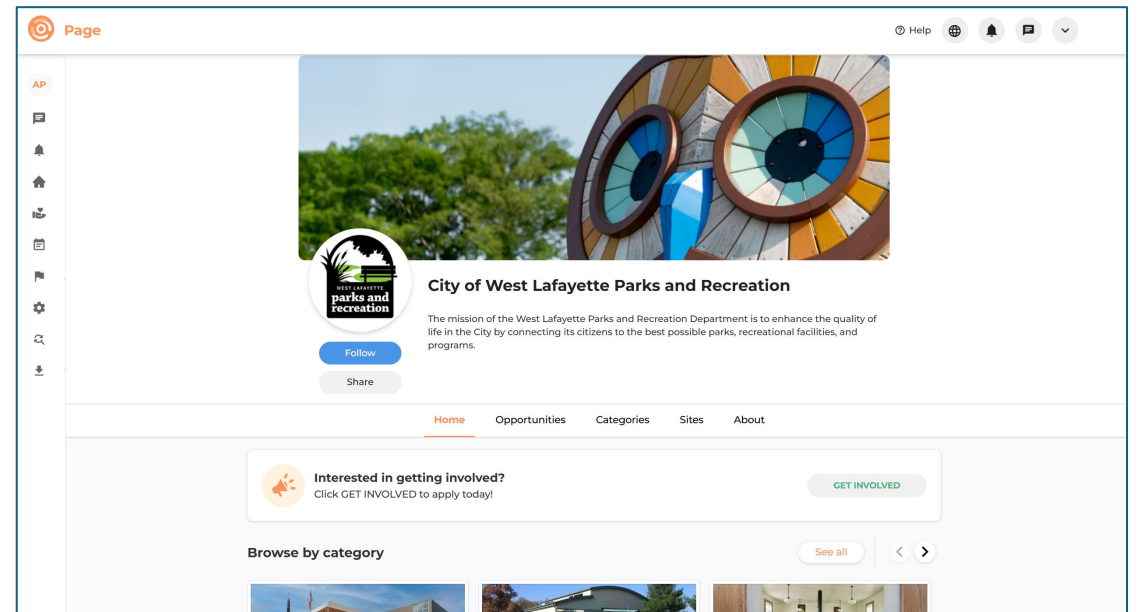 Page
Help
AP
WEST LAFAYETTE
parks and
recreation
City of West Lafayette Parks and Recreation
The mission of the West Lafayette Parks and Recreation Department is to enhance the quality of
life in the City by connecting its citizens to the best possible parks, recreational facilities, and
programs.
Follow
Share
Home Opportunities Categories Sites About
Interested in getting involved?
Click GET INVOLVED to apply today!
GET INVOLVED
Browse by category
See all